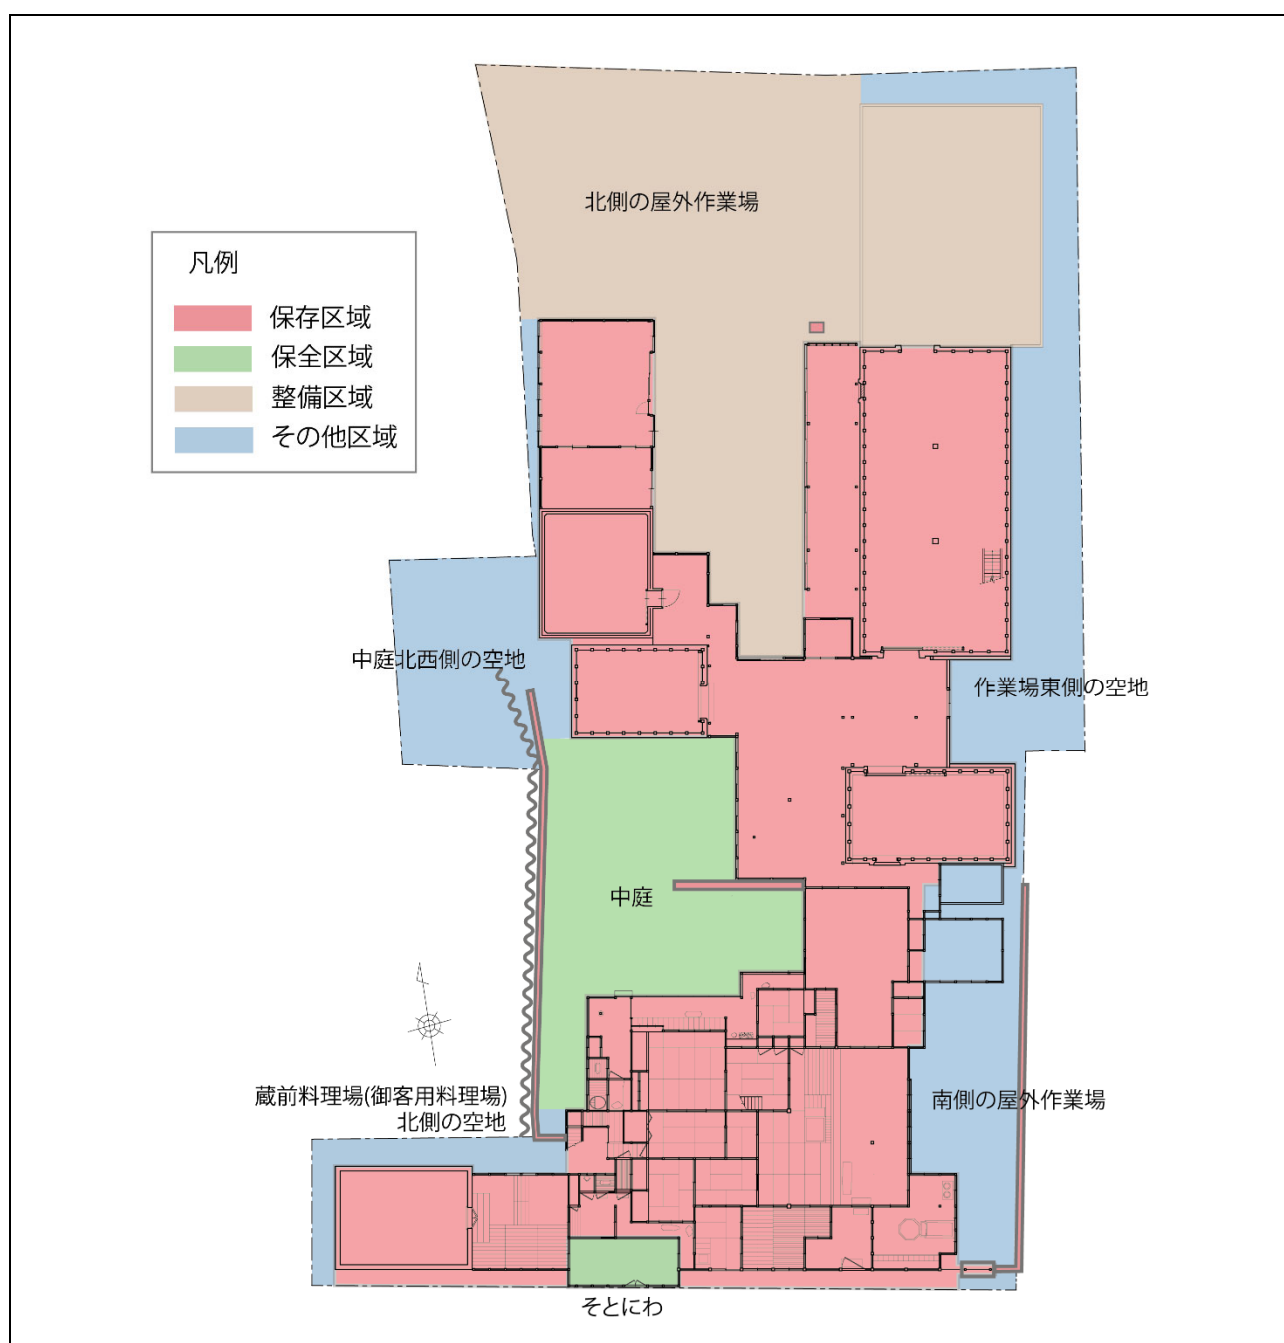 北側の屋外作業場
凡例
保存区域
保全区域
整備区域
その他区域
中庭北西側の空地
作業場東側の空地
中庭
蔵前料理場(御客用料理場)
北側の空地
南側の屋外作業場
そとにわ